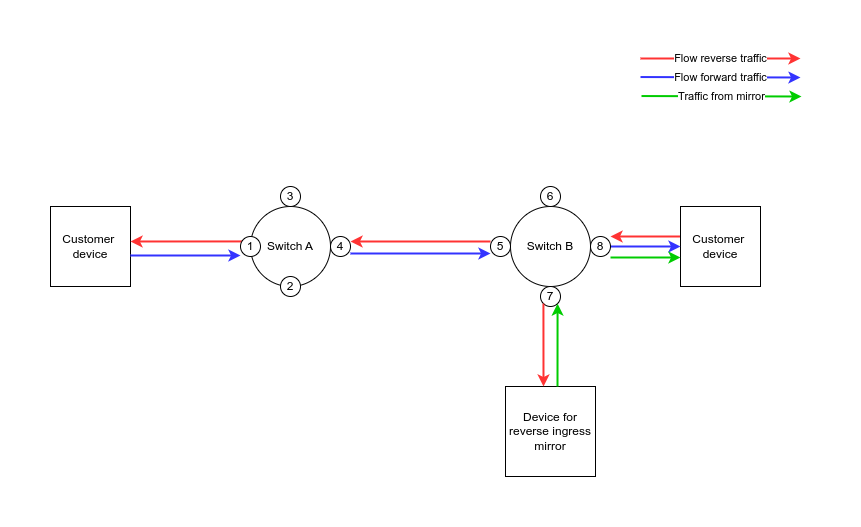 Flow reverse traffic
Flow forward traffic
Traffic from mirror
3
6
Customer
device
1
Switch A
4
5
Switch B
8
Customer
device
2
7
Device for
reverse ingress
mirror